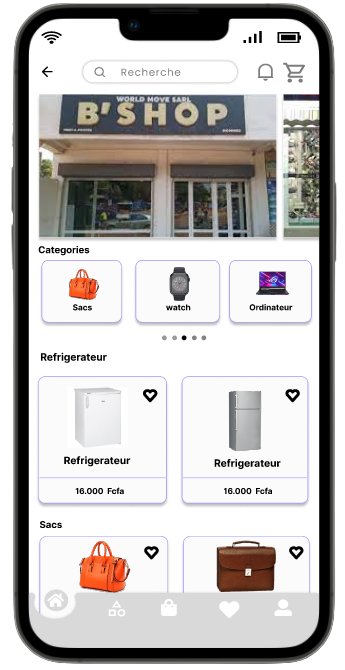 Recherche
WORLD MOVE SARL
B'SHOP
Categories
Sacs
watch
Ordinateur
Refrigerateur
Refrigerateur
Refrigerateur
16.000 Fcfa
16.000 Fcfa
Sacs